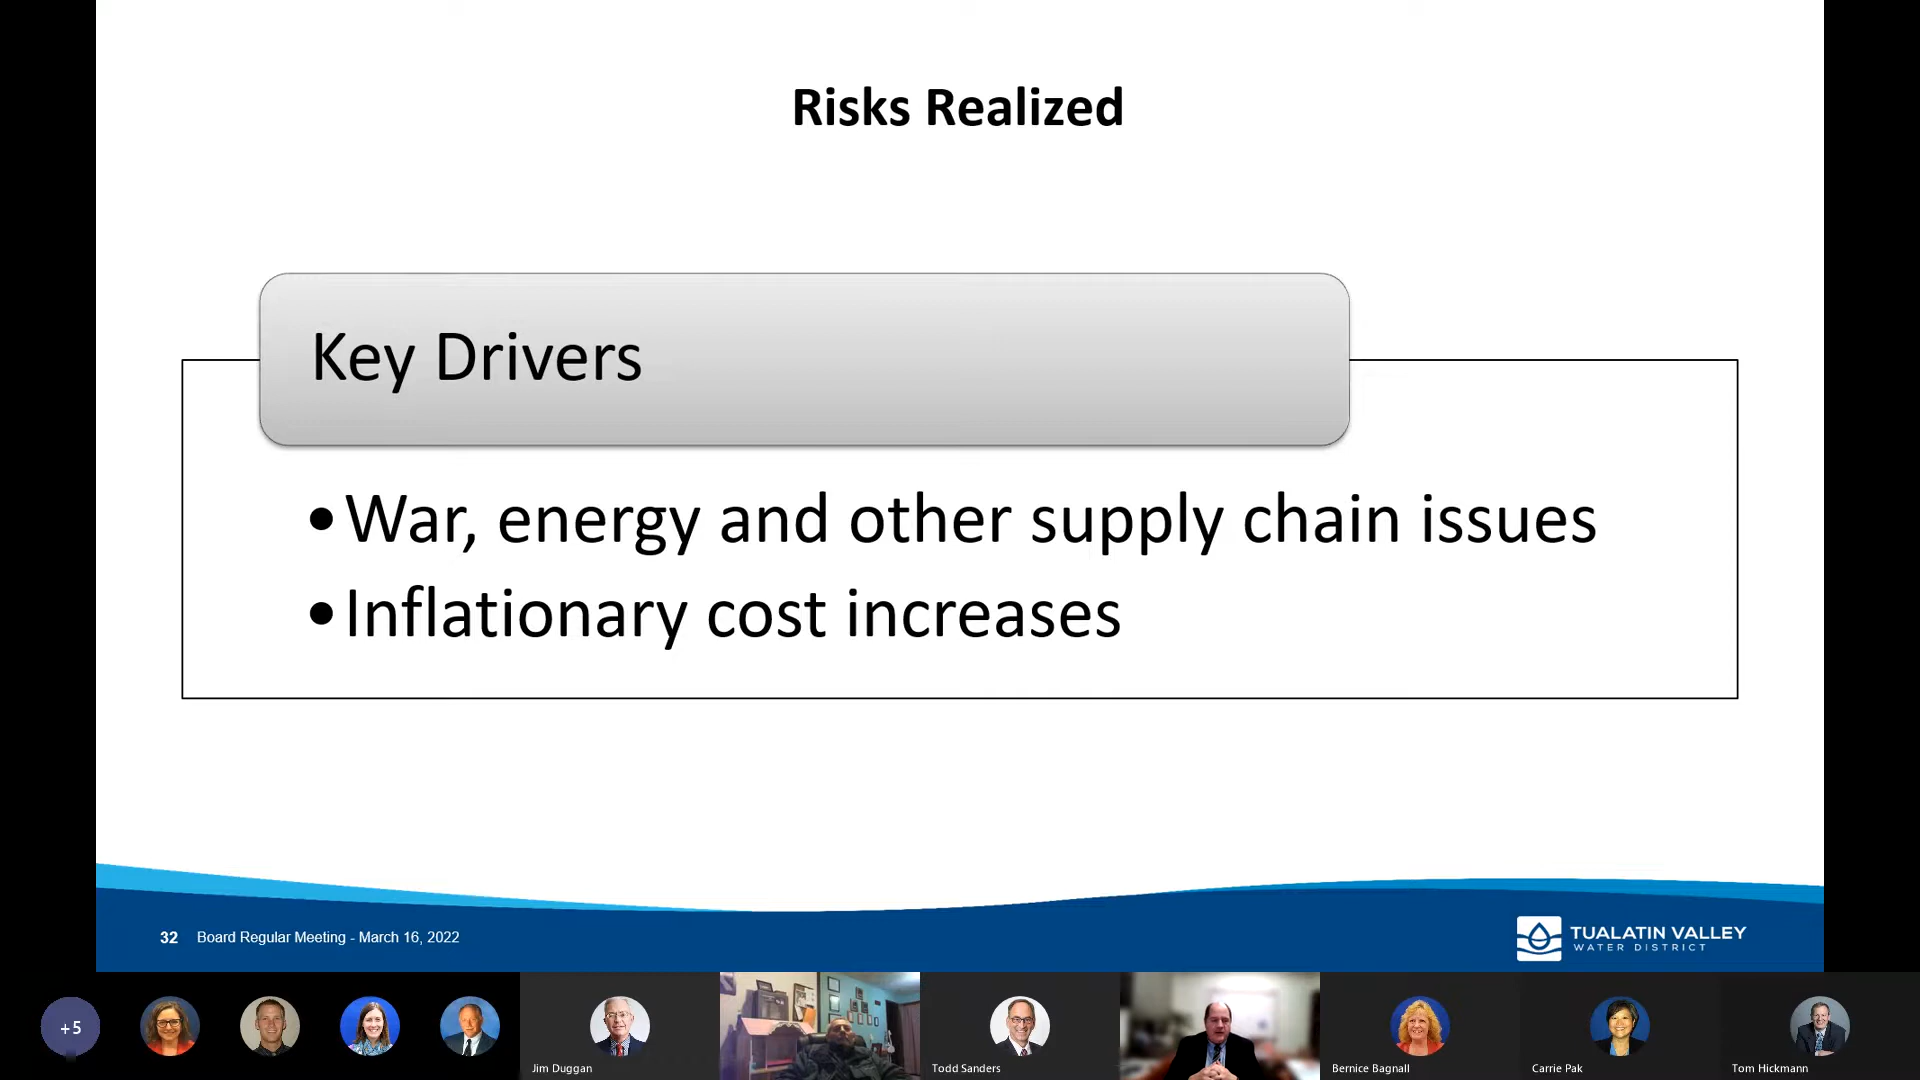 Risks Realized
Key Drivers
•War, energy and other supply chain issues
•Inflationary cost increases
32 Board Regular Meeting - March 16, 2022
TUALATIN VALLEY
WATER DISTRICT
+5
Jim Duggan
Todd Sanders
Bernice Bagnall
Carrie Pak
Tom Hickmann